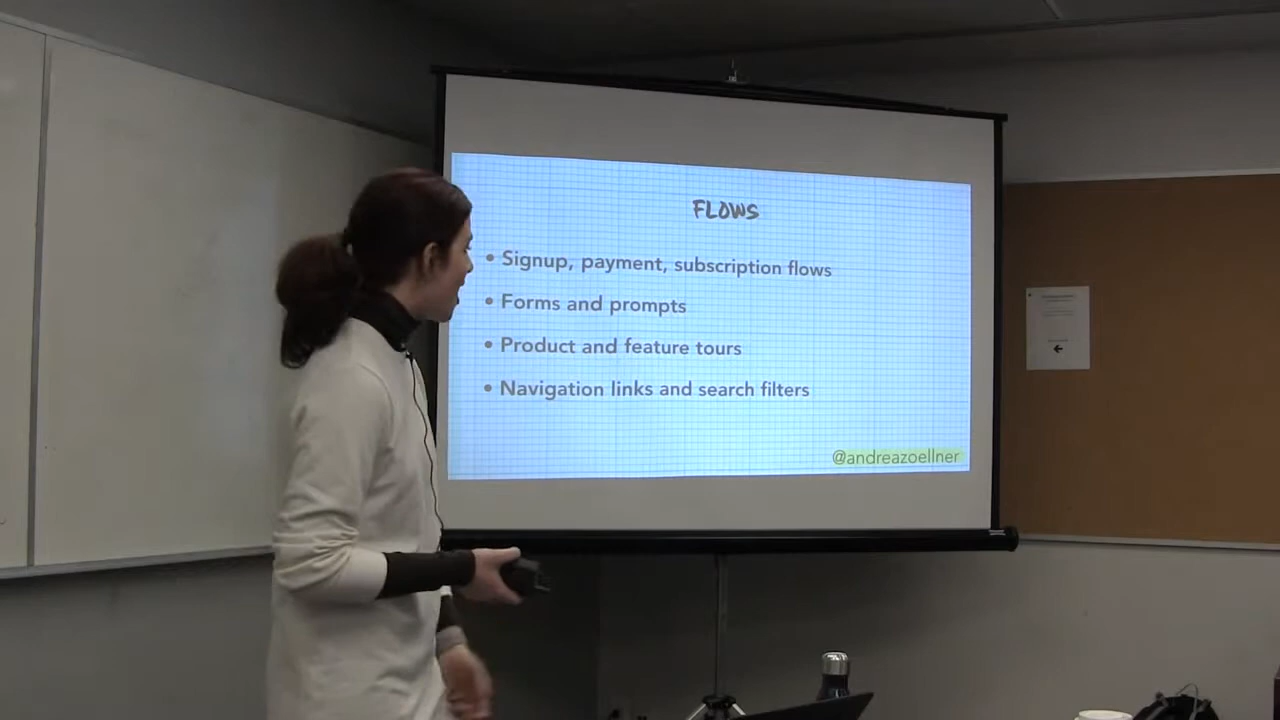 FLOWS
• Signup, payment, subscription flows
• Forms and prompts
• Product and feature tours
• Navigation links and search filters
@andreazoellner